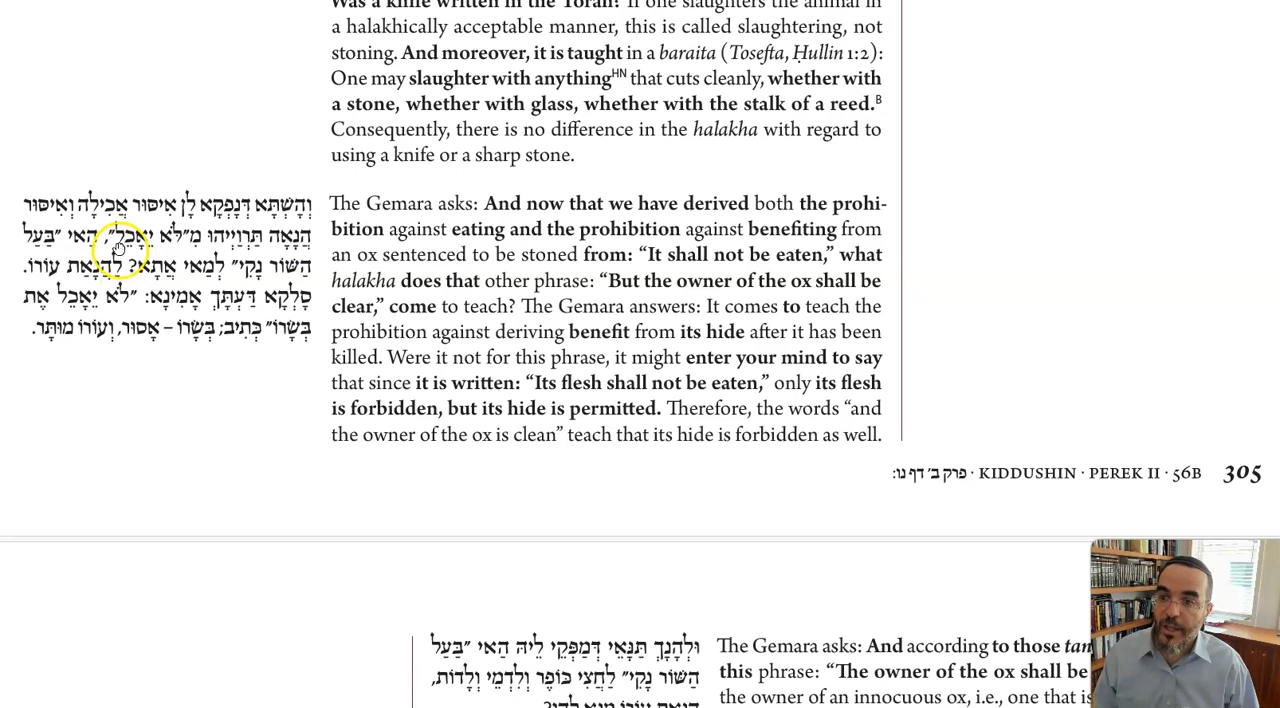 Was a knife written in the Torah? If one slaughters the animal in
a halakhically acceptable manner, this is called slaughtering, not
stoning. And moreover, it is taught in a baraita (Tosefta, Ḥullin 1:2):
One may slaughter with anythingᴴᴺ that cuts cleanly, whether with
a stone, whether with glass, whether with the stalk of a reed.ᴮ
Consequently, there is no difference in the halakha with regard to
using a knife or a sharp stone.
וְהָשְׁתָּא דְּנָפְקָא לָן אִיסּוּר אֲכִילָה וְאִיסּוּר
הֲנָאָה תַּרְוַיְיהוּ מִ״לֹּא יֵאָכֵל״, הַאי ״בַּעַל
הַשּׁוֹר נָקִי״ לְמַאי אֲתָא? לַהֲנָאַת עוֹרוֹ.
סָלְקָא דַּעְתָּךְ אָמִינָא: ״לֹא יֵאָכֵל אֶת
בְּשָׂרוֹ״ כְּתִיב; בְּשָׂרוֹ – אָסוּר, וְעוֹרוֹ מוּתָּר.
The Gemara asks: And now that we have derived both the prohi-
bition against eating and the prohibition against benefiting from
an ox sentenced to be stoned from: “It shall not be eaten,” what
halakha does that other phrase: “But the owner of the ox shall be
clear,” come to teach? The Gemara answers: It comes to teach the
prohibition against deriving benefit from its hide after it has been
killed. Were it not for this phrase, it might enter your mind to say
that since it is written: “Its flesh shall not be eaten,” only its flesh
is forbidden, but its hide is permitted. Therefore, the words “and
the owner of the ox is clean” teach that its hide is forbidden as well.
פרק ב׳ דף נו: · KIDDUSHIN · PEREK II · 56B 305
וּלְהָנָךְ תַּנָּאֵי דְּמַפְּקִי לֵיהּ הַאי ״בַּעַל
הַשּׁוֹר נָקִי״ לַחֲצִי כּוֹפֶר וְלִדְמֵי וְלָדוֹת,
The Gemara asks: And according to those tan
this phrase: “The owner of the ox shall be
the owner of an innocuous ox, i.e., one that is